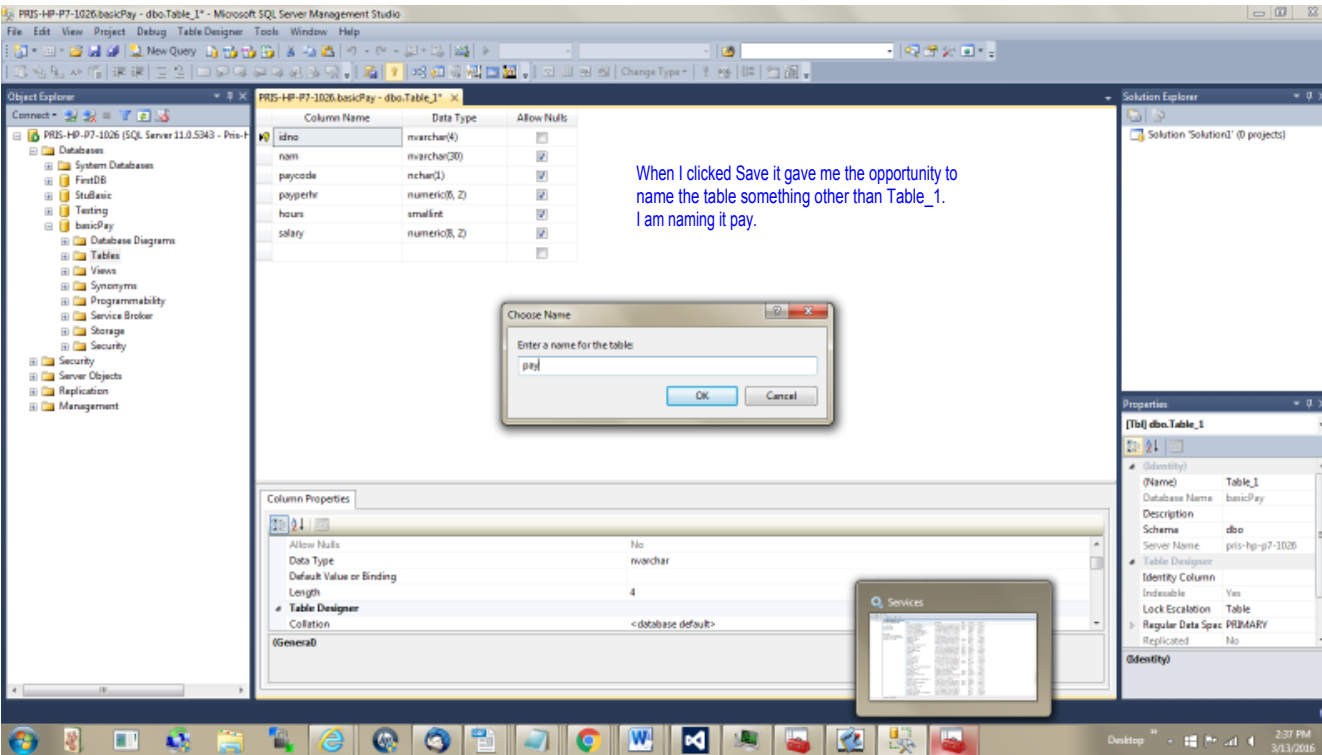 PRIS-HP-P7-1026.basicPay - dbo.Table_1* - Microsoft SQL Server Management Studio
File Edit View Project Debug Table Designer Tools Window Help
New Query
Change Type
Object Explorer
Connect
PRIS-HP-P7-1026 (SQL Server 11.0.5343 - Pris-H
Databases
System Databases
FirstDB
StuBasic
Testing
basicPay
Database Diagrams
Tables
Views
Synonyms
Programmability
Service Broker
Storage
Security
Security
Server Objects
Replication
Management
PRIS-HP-P7-1026.basicPay - dbo.Table_1*
Column Name Data Type Allow Nulls
idno nvarchar(4)
nam nvarchar(30)
paycode nchar(1)
payperhr numeric(6, 2)
hours smallint
salary numeric(8, 2)
When I clicked Save it gave me the opportunity to
name the table something other than Table_1.
I am naming it pay.
Choose Name
Enter a name for the table:
pay
OK Cancel
Column Properties
Allow Nulls No
Data Type nvarchar
Default Value or Binding
Length 4
Table Designer
Collation <database default>
(General)
Services
Solution Explorer
Solution 'Solution1' (0 projects)
Properties
[Tbl] dbo.Table_1
(Identity)
(Name) Table_1
Database Name basicPay
Description
Schema dbo
Server Name pris-hp-p7-1026
Table Designer
Identity Column
Indexable Yes
Lock Escalation Table
Regular Data Spac PRIMARY
Replicated No
(Identity)
Desktop
2:37 PM
3/13/2016